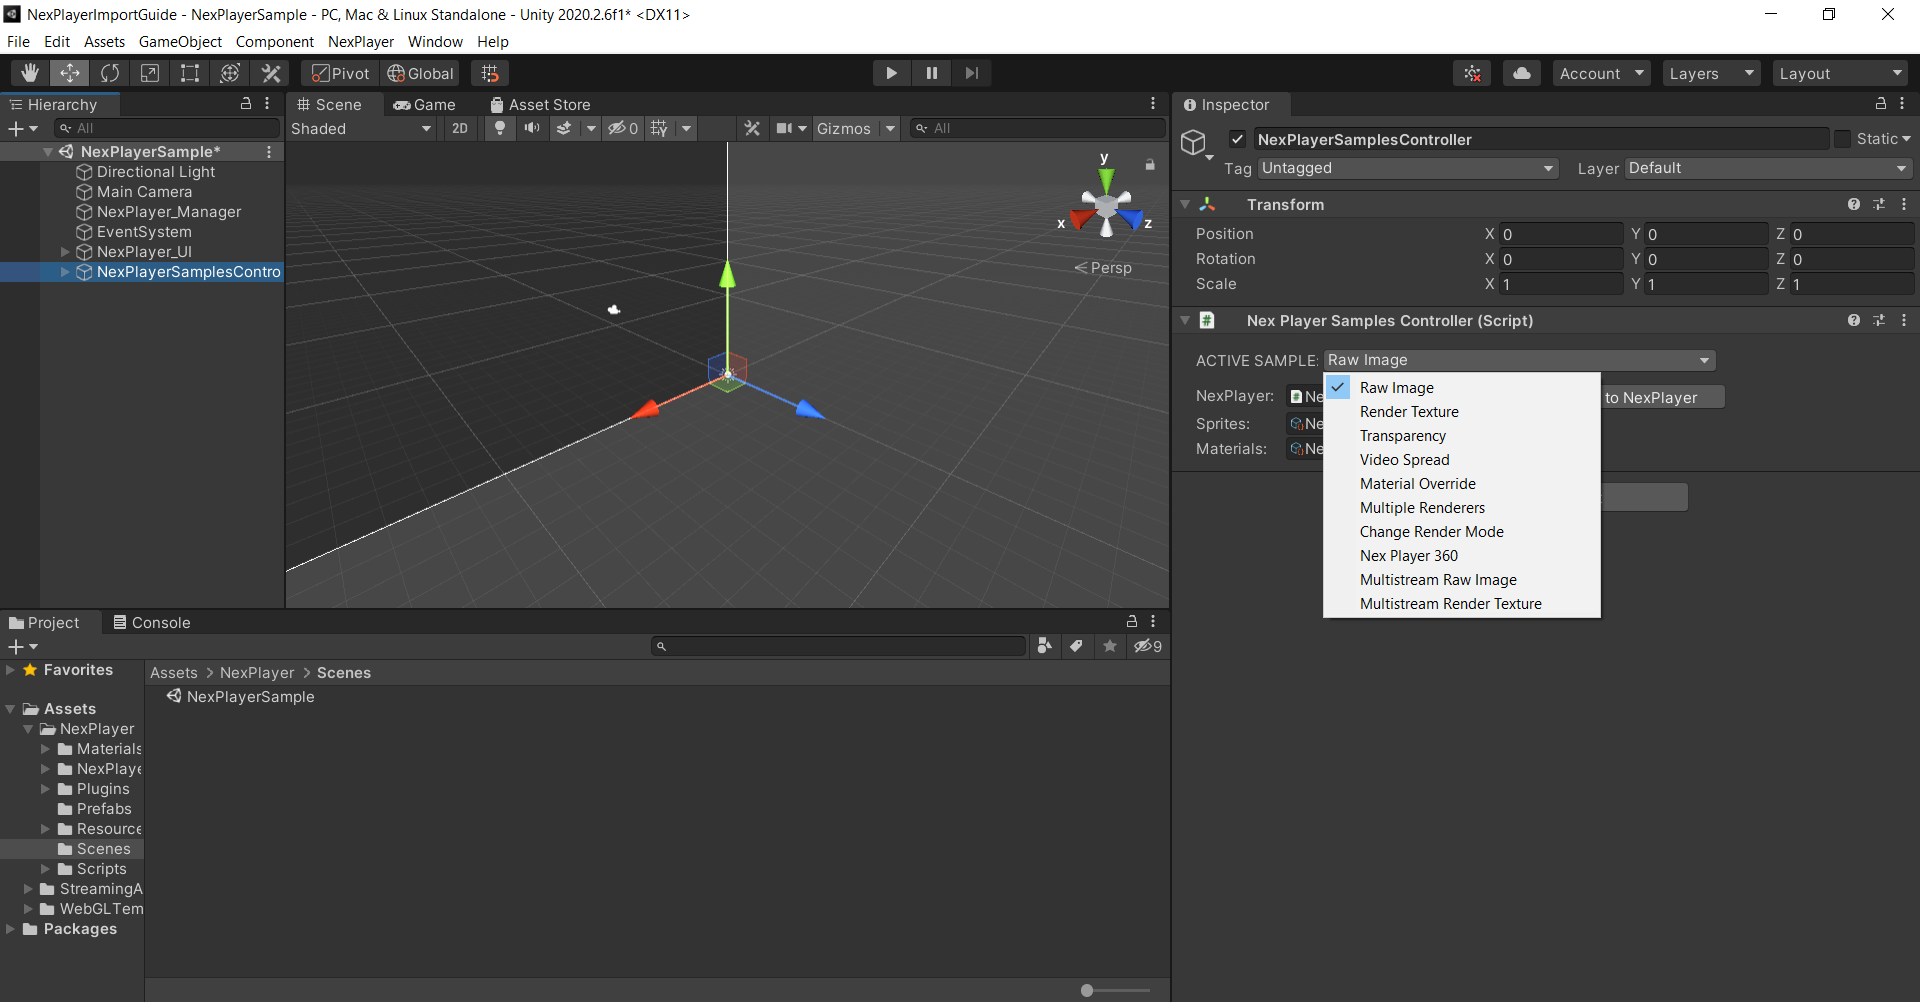 NexPlayerImportGuide - NexPlayerSample - PC, Mac & Linux Standalone - Unity 2020.2.6f1* <DX11>
File Edit Assets GameObject Component NexPlayer Window Help
Pivot Global Account Layers Layout
Hierarchy
All
NexPlayerSample*
Directional Light
Main Camera
NexPlayer_Manager
EventSystem
NexPlayer_UI
NexPlayerSamplesContro
Scene Game Asset Store
Shaded 2D 0 Gizmos All
y
x z
Persp
Inspector
NexPlayerSamplesController Static
Tag Untagged Layer Default
Transform
Position X 0 Y 0 Z 0
Rotation X 0 Y 0 Z 0
Scale X 1 Y 1 Z 1
# Nex Player Samples Controller (Script)
ACTIVE SAMPLE: Raw Image
NexPlayer: # Ne to NexPlayer
Sprites: Ne
Materials: Ne
Raw Image
Render Texture
Transparency
Video Spread
Material Override
Multiple Renderers
Change Render Mode
Nex Player 360
Multistream Raw Image
Multistream Render Texture
Project Console
9
Favorites
Assets
NexPlayer
Materials
NexPlaye
Plugins
Prefabs
Resource
Scenes
Scripts
StreamingA
WebGLTem
Packages
Assets > NexPlayer > Scenes
NexPlayerSample